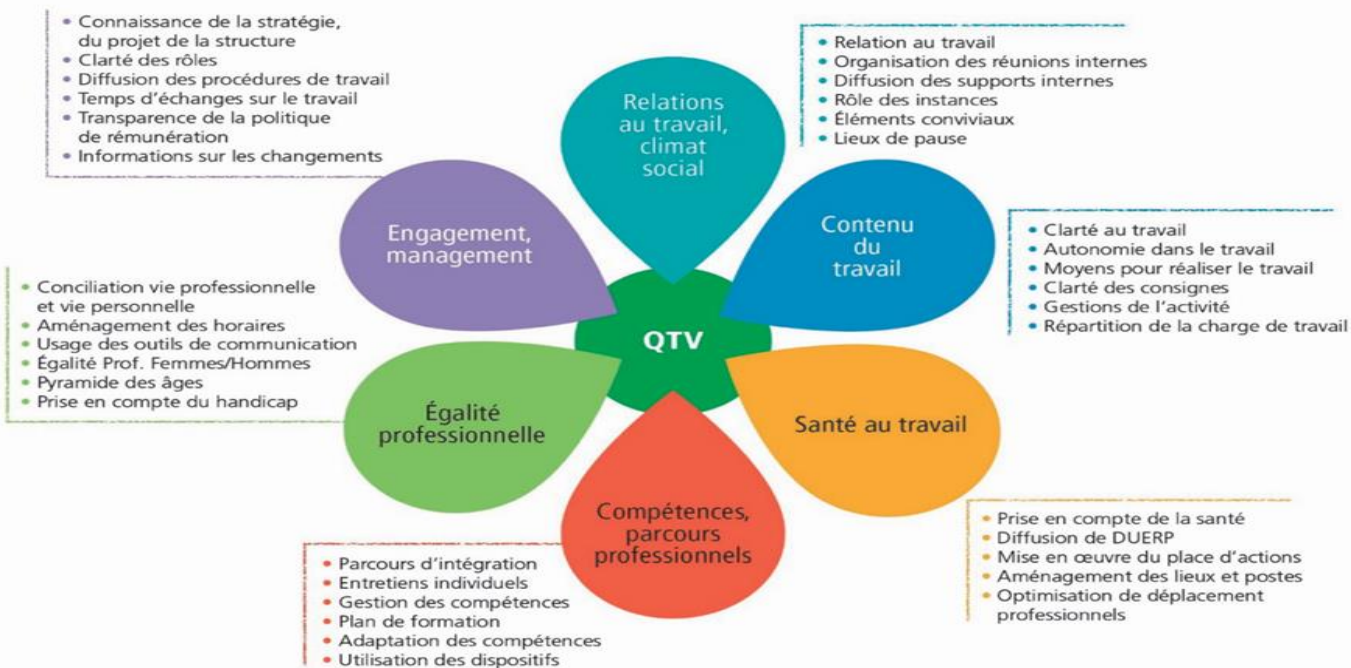 • Connaissance de la stratégie,
du projet de la structure
• Clarté des rôles
• Diffusion des procédures de travail
• Temps d'échanges sur le travail
• Transparence de la politique
de rémunération
• Informations sur les changements
Relations
au travail,
climat
social
• Relation au travail
• Organisation des réunions internes
• Diffusion des supports internes
• Rôle des instances
• Éléments conviviaux
• Lieux de pause
Engagement,
management
Contenu
du
travail
• Clarté au travail
• Autonomie dans le travail
• Moyens pour réaliser le travail
• Clarté des consignes
• Gestions de l'activité
• Répartition de la charge de travail
• Conciliation vie professionnelle
et vie personnelle
• Aménagement des horaires
• Usage des outils de communication
• Égalité Prof. Femmes/Hommes
• Pyramide des âges
• Prise en compte du handicap
QTV
Égalité
professionnelle
Santé au travail
Compétences,
parcours
professionnels
• Prise en compte de la santé
• Diffusion de DUERP
• Mise en œuvre du place d'actions
• Aménagement des lieux et postes
• Optimisation de déplacement
professionnels
• Parcours d'intégration
• Entretiens individuels
• Gestion des compétences
• Plan de formation
• Adaptation des compétences
• Utilisation des dispositifs